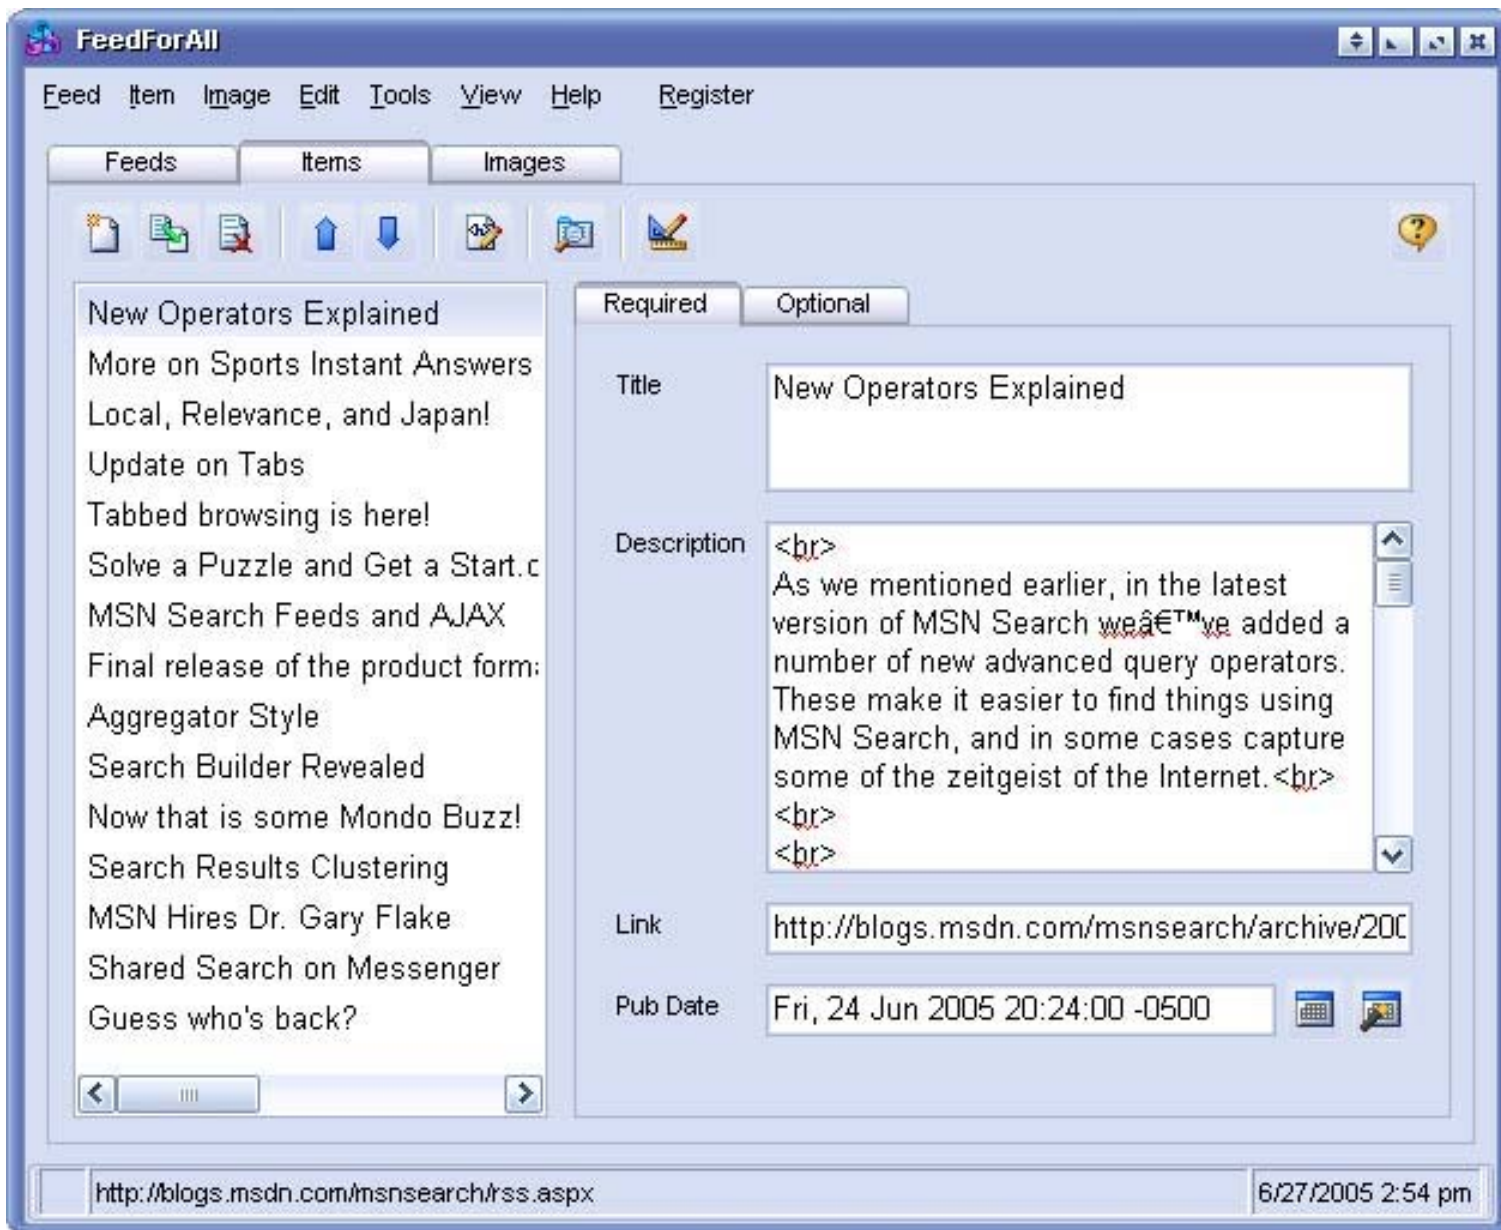 FeedForAll
Feed Item Image Edit Tools View Help Register
Feeds Items Images
New Operators Explained
More on Sports Instant Answers
Local, Relevance, and Japan!
Update on Tabs
Tabbed browsing is here!
Solve a Puzzle and Get a Start.c
MSN Search Feeds and AJAX
Final release of the product forma
Aggregator Style
Search Builder Revealed
Now that is some Mondo Buzz!
Search Results Clustering
MSN Hires Dr. Gary Flake
Shared Search on Messenger
Guess who's back?
Required Optional
Title
New Operators Explained
Description
<br>
As we mentioned earlier, in the latest
version of MSN Search weâ€™ve added a
number of new advanced query operators.
These make it easier to find things using
MSN Search, and in some cases capture
some of the zeitgeist of the Internet.<br>
<br>
<br>
Link
http://blogs.msdn.com/msnsearch/archive/200
Pub Date
Fri, 24 Jun 2005 20:24:00 -0500
http://blogs.msdn.com/msnsearch/rss.aspx
6/27/2005 2:54 pm